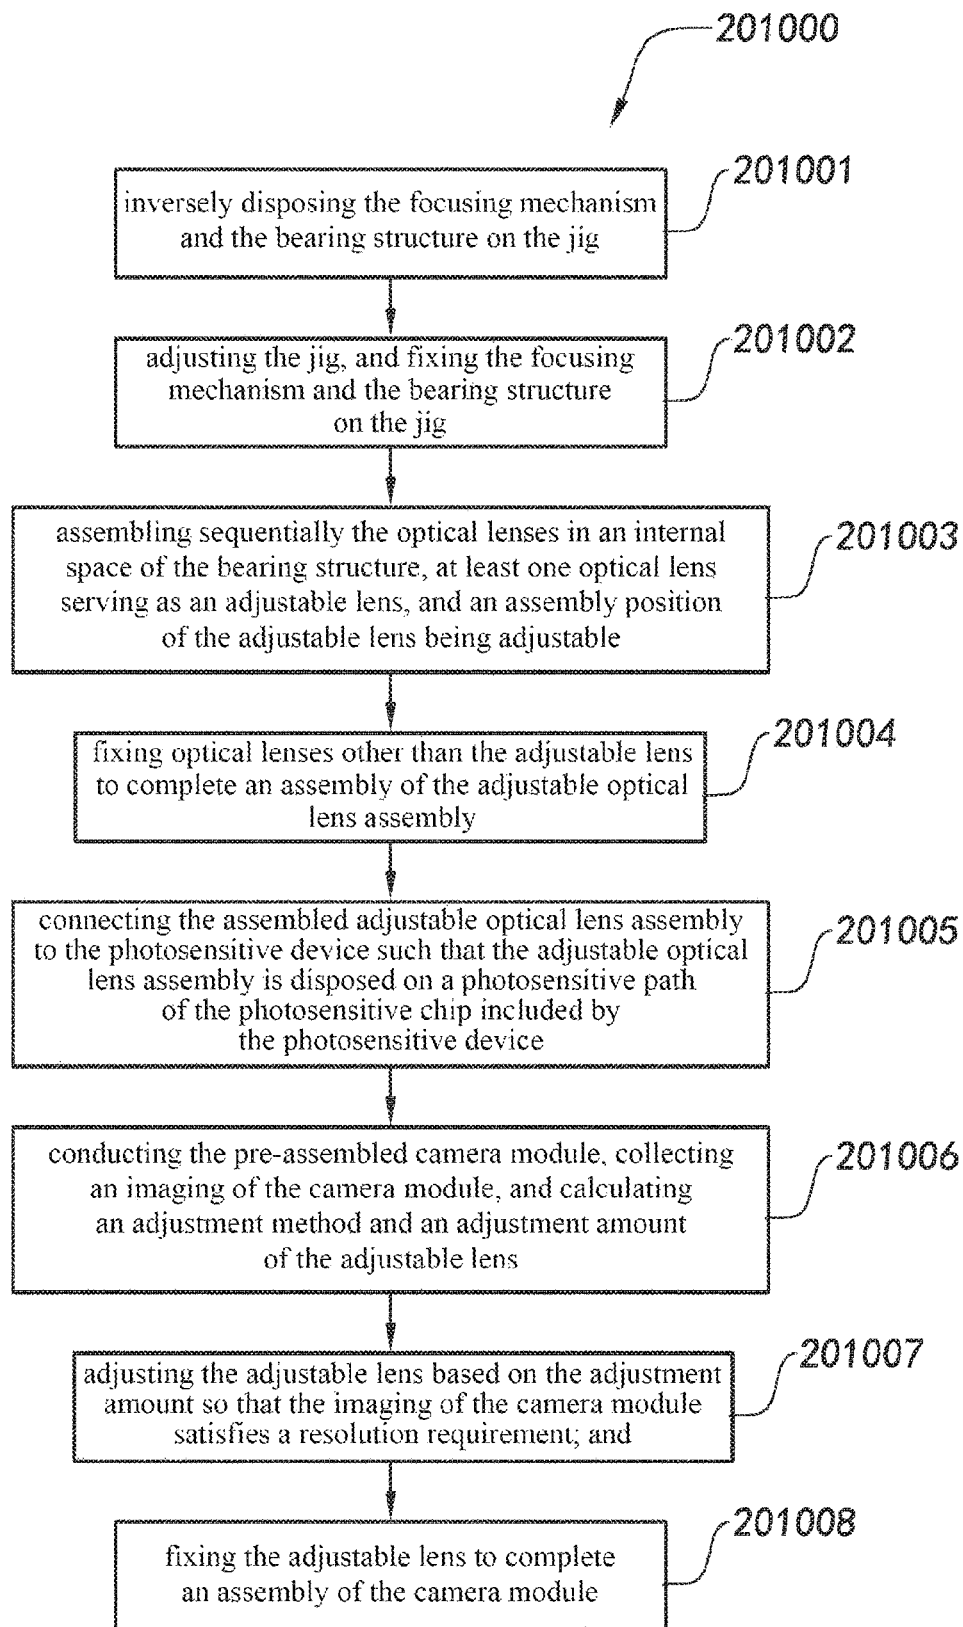 201000
201001
inversely disposing the focusing mechanism
and the bearing structure on the jig
201002
adjusting the jig, and fixing the focusing
mechanism and the bearing structure
on the jig
201003
assembling sequentially the optical lenses in an internal
space of the bearing structure, at least one optical lens
serving as an adjustable lens, and an assembly position
of the adjustable lens being adjustable
201004
fixing optical lenses other than the adjustable lens
to complete an assembly of the adjustable optical
lens assembly
201005
connecting the assembled adjustable optical lens assembly
to the photosensitive device such that the adjustable optical
lens assembly is disposed on a photosensitive path
of the photosensitive chip included by
the photosensitive device
201006
conducting the pre-assembled camera module, collecting
an imaging of the camera module, and calculating
an adjustment method and an adjustment amount
of the adjustable lens
201007
adjusting the adjustable lens based on the adjustment
amount so that the imaging of the camera module
satisfies a resolution requirement; and
201008
fixing the adjustable lens to complete
an assembly of the camera module